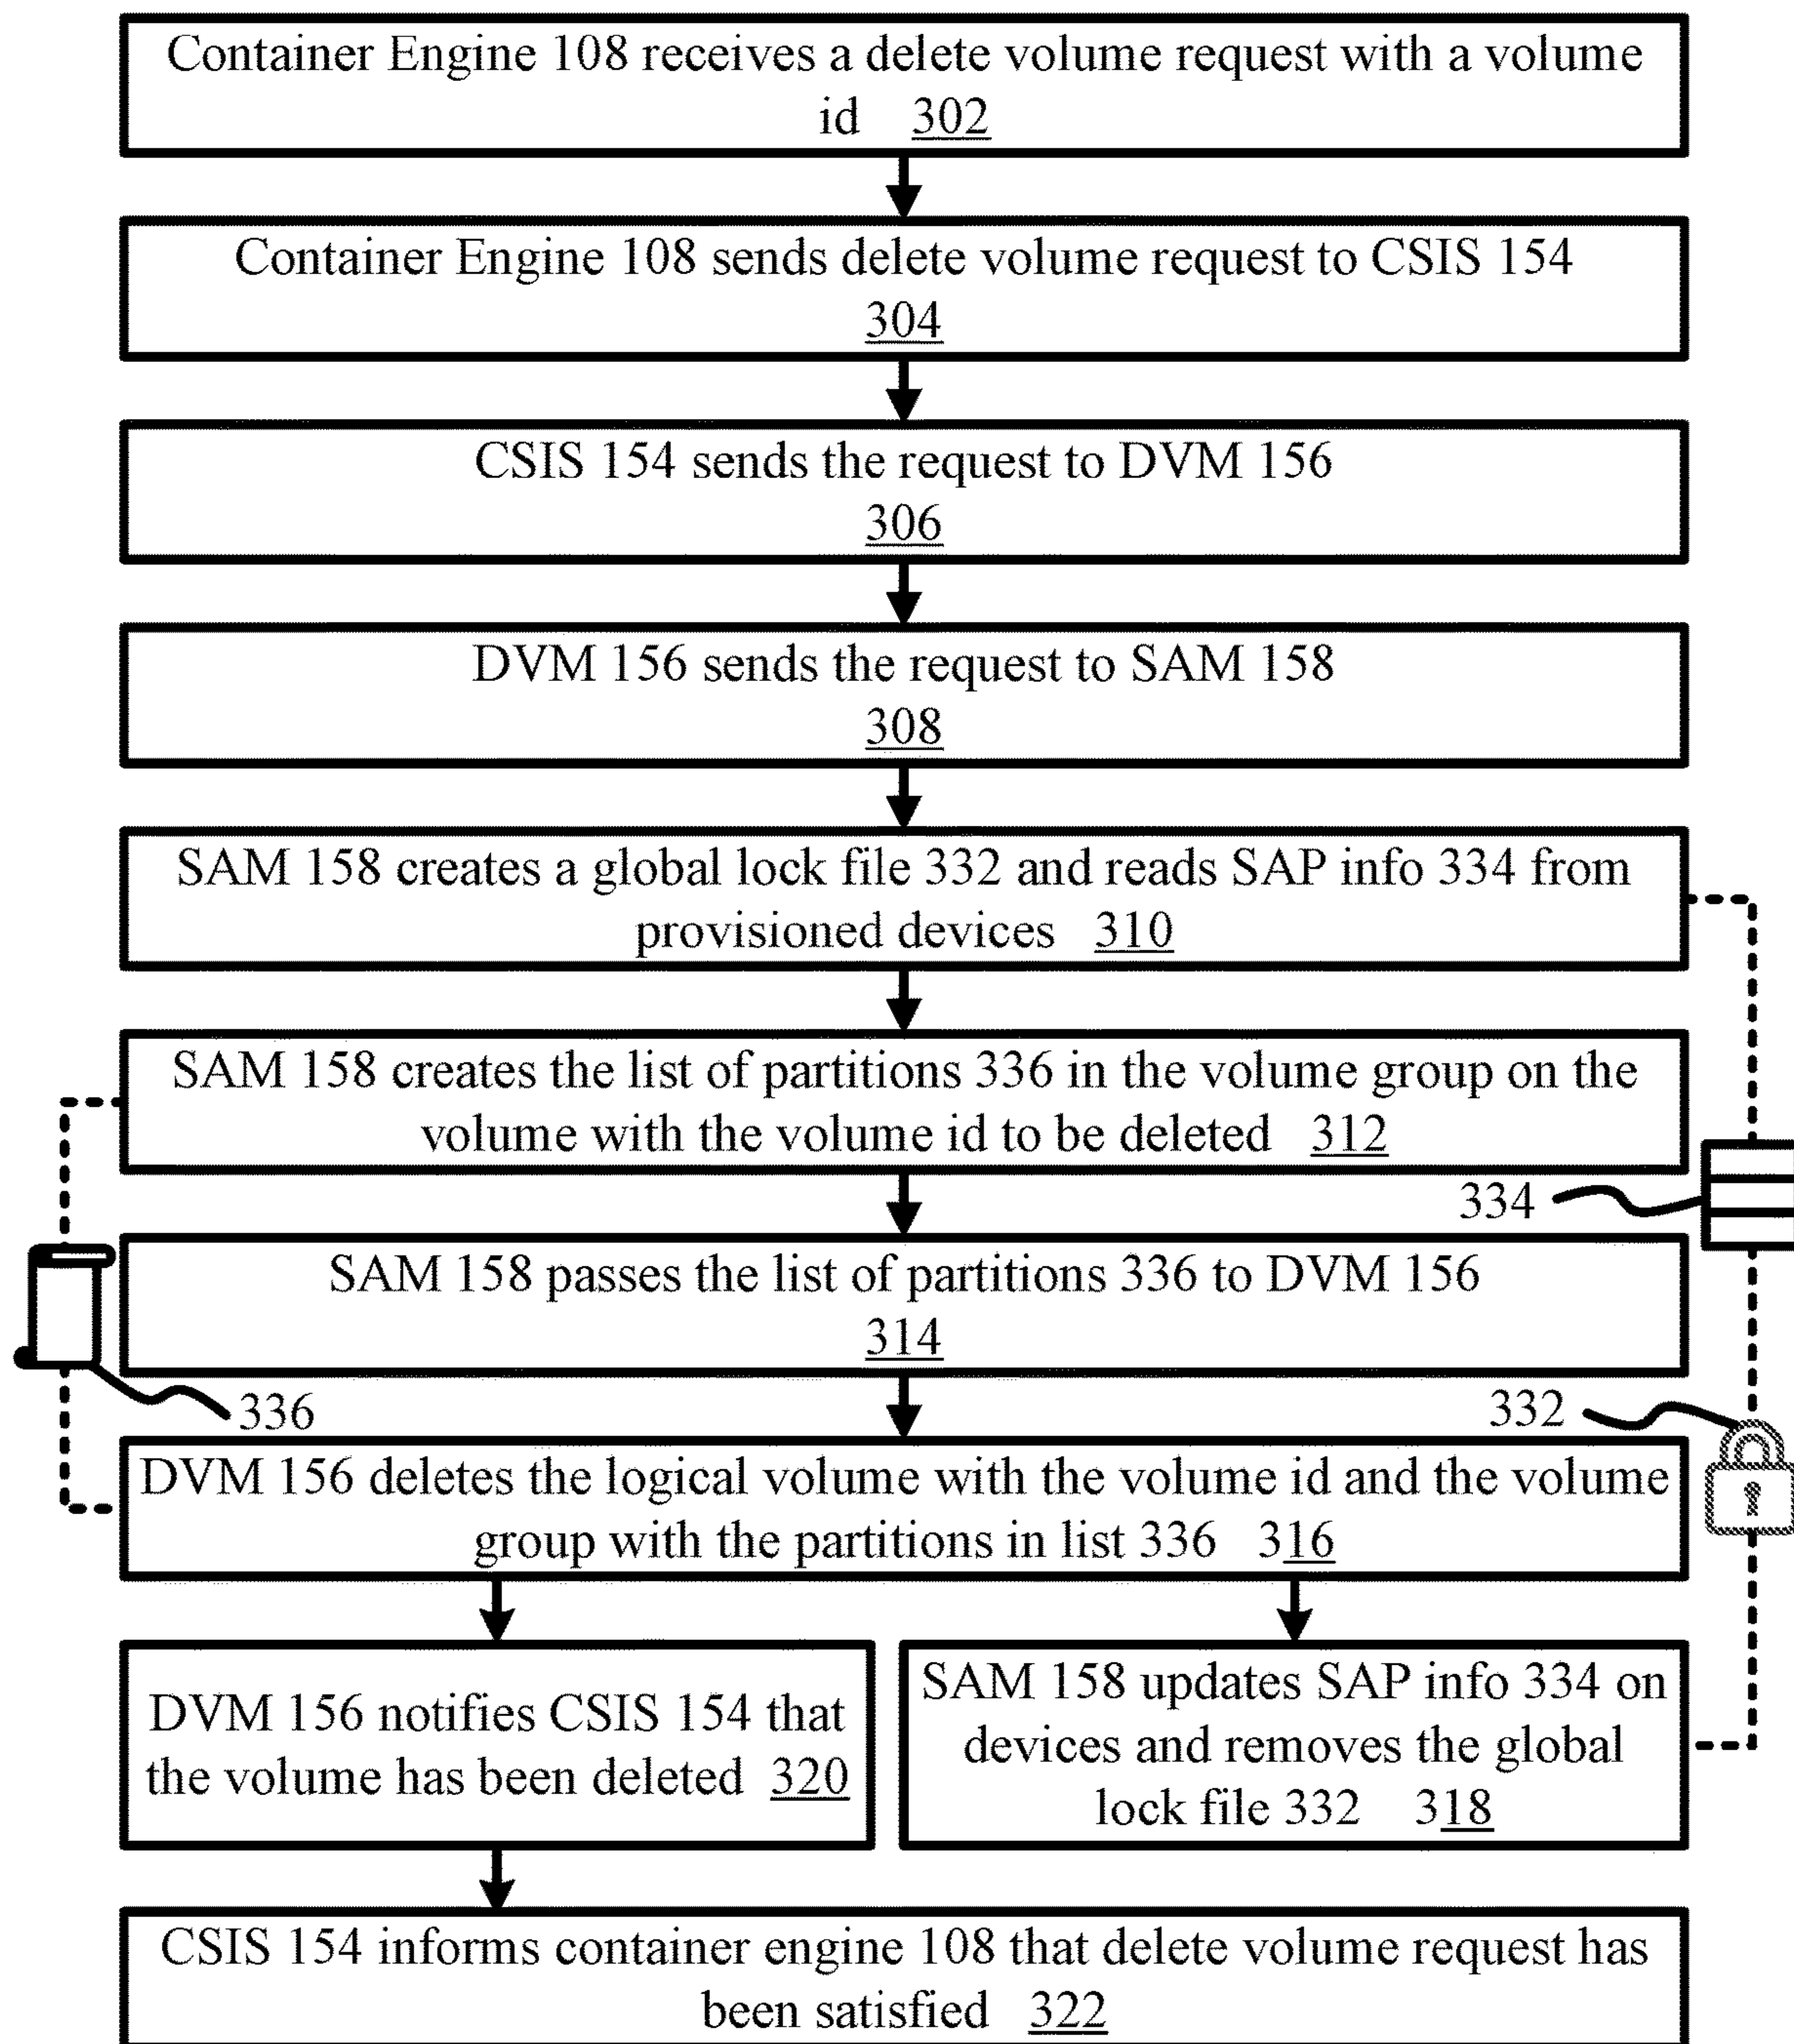 Container Engine 108 receives a delete volume request with a volume
id 302
Container Engine 108 sends delete volume request to CSIS 154
304
CSIS 154 sends the request to DVM 156
306
DVM 156 sends the request to SAM 158
308
SAM 158 creates a global lock file 332 and reads SAP info 334 from
provisioned devices 310
SAM 158 creates the list of partitions 336 in the volume group on the
volume with the volume id to be deleted 312
334
SAM 158 passes the list of partitions 336 to DVM 156
314
336
332
DVM 156 deletes the logical volume with the volume id and the volume
group with the partitions in list 336 316
DVM 156 notifies CSIS 154 that
the volume has been deleted 320
SAM 158 updates SAP info 334 on
devices and removes the global
lock file 332 318
CSIS 154 informs container engine 108 that delete volume request has
been satisfied 322